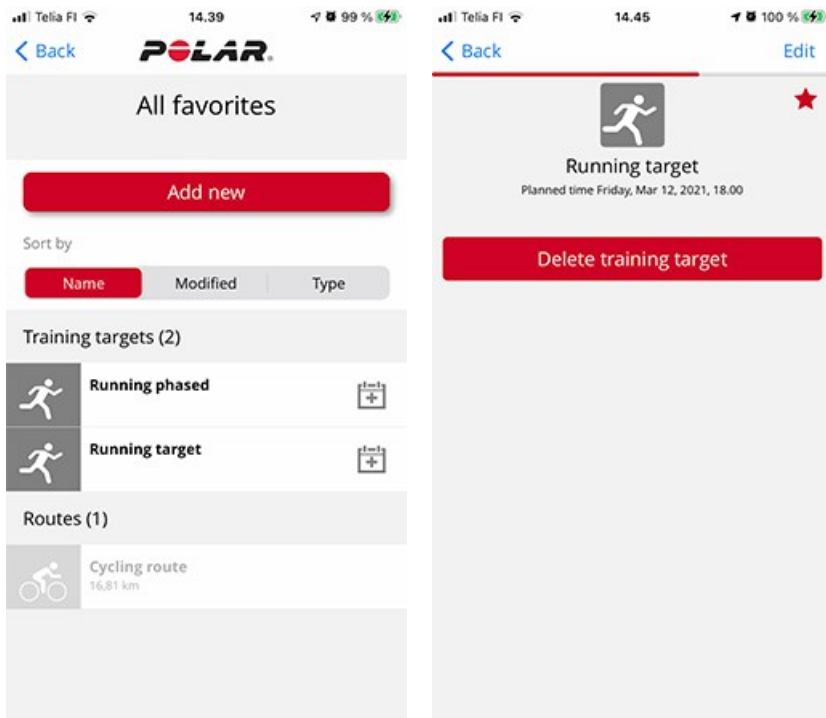 Telia FI 14.39 99 %
Back POLAR.
All favorites
Add new
Sort by
Name Modified Type
Training targets (2)
Running phased
Running target
Routes (1)
Cycling route
16,81 km
Telia FI 14.45 100 %
Back Edit
Running target
Planned time Friday, Mar 12, 2021, 18.00
Delete training target